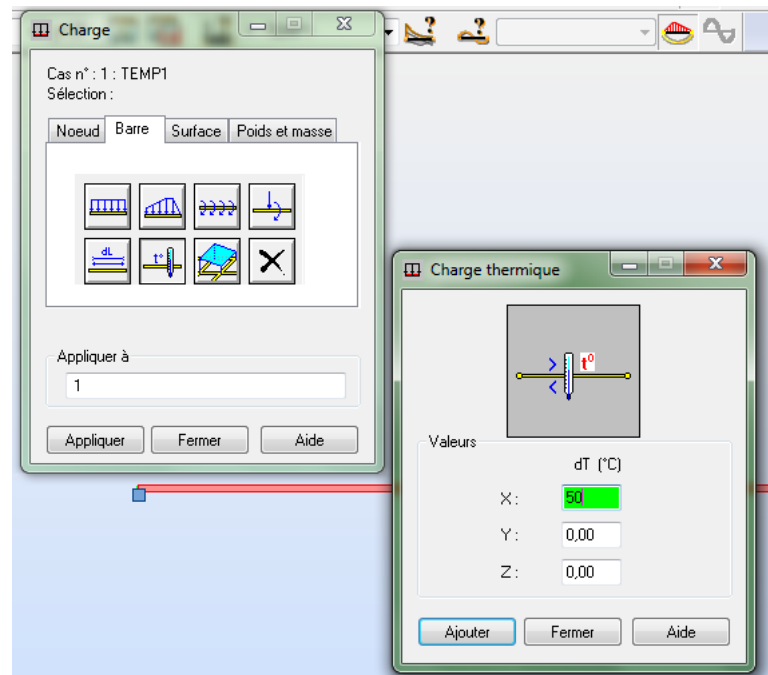 Charge
Cas n° : 1 : TEMP1
Sélection :
Noeud Barre Surface Poids et masse
dL
t°
Appliquer à
1
Appliquer Fermer Aide
Charge thermique
t⁰
Valeurs
dT (°C)
X : 50
Y : 0,00
Z : 0,00
Ajouter Fermer Aide